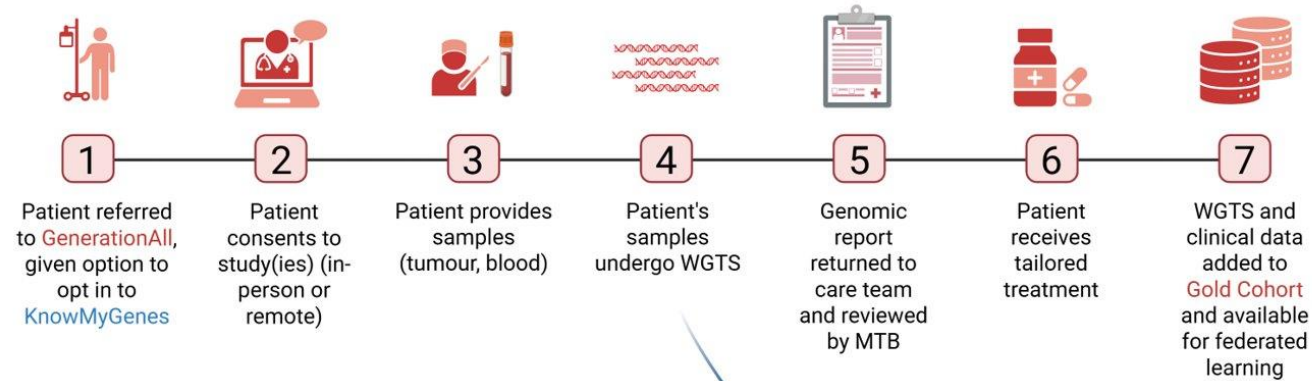 1
Patient referred
to GenerationAll,
given option to
opt in to
KnowMyGenes
2
Patient
consents to
study(ies) (in-
person or
remote)
3
Patient provides
samples
(tumour, blood)
4
Patient's
samples
undergo WGTS
5
Genomic
report
returned to
care team
and reviewed
by MTB
6
Patient
receives
tailored
treatment
7
WGTS and
clinical data
added to
Gold Cohort
and available
for federated
learning